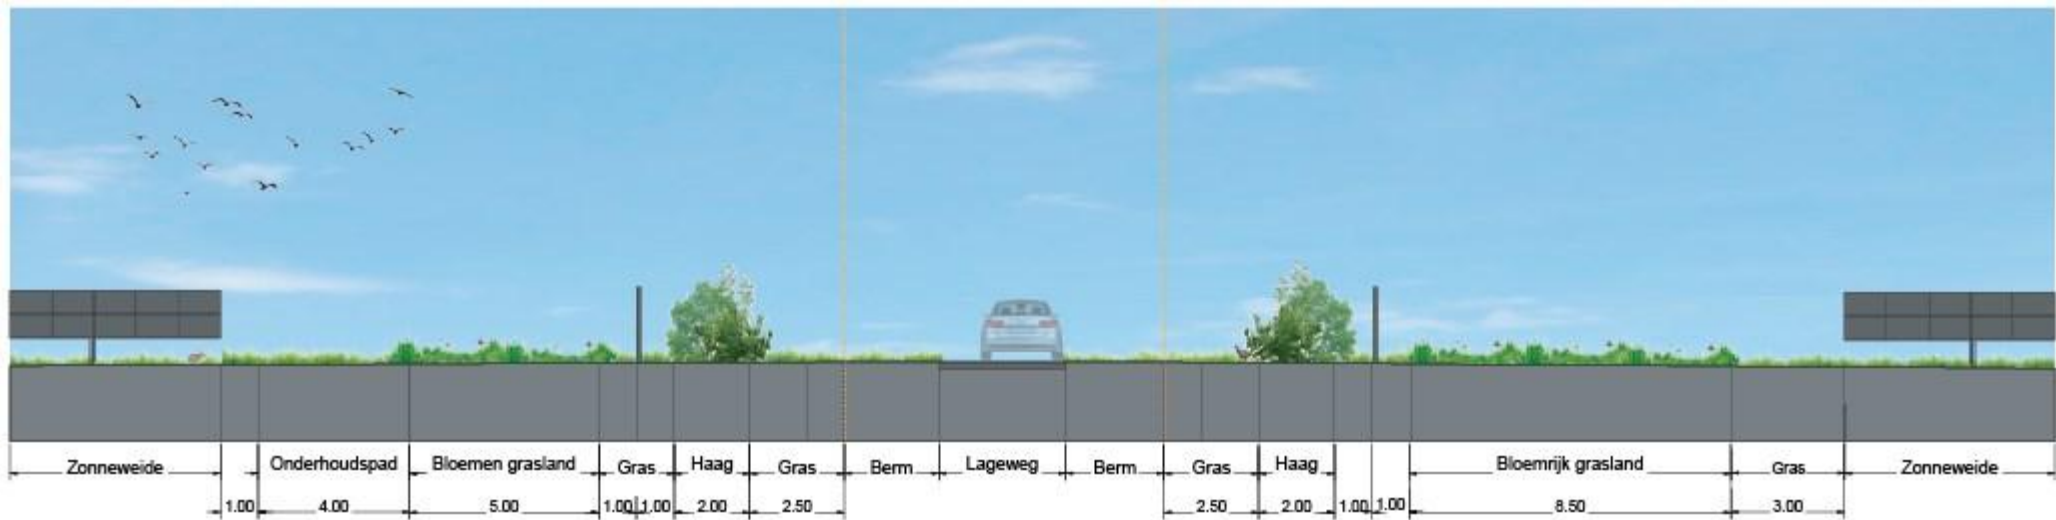 Zonneweide Onderhoudspad Bloemen grasland Gras Haag Gras Berm Lageweg Berm Gras Haag Bloemrijk grasland Gras Zonneweide
1.00 4.00 5.00 1.00 1.00 2.00 2.50 2.50 2.00 1.00 1.00 8.50 3.00